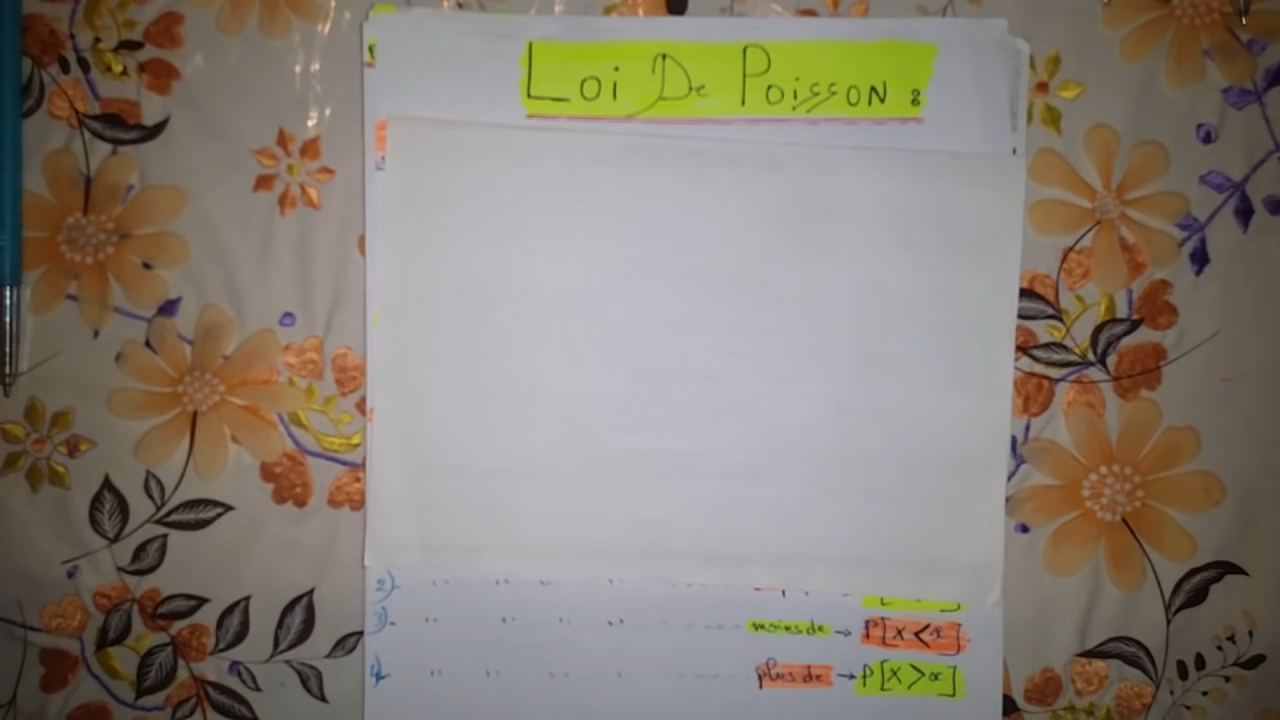 Loi De Poisson :
2)- " " " "
3)- " " " " moins de → P[X < x]
4) " " " " plus de → P[X > x]